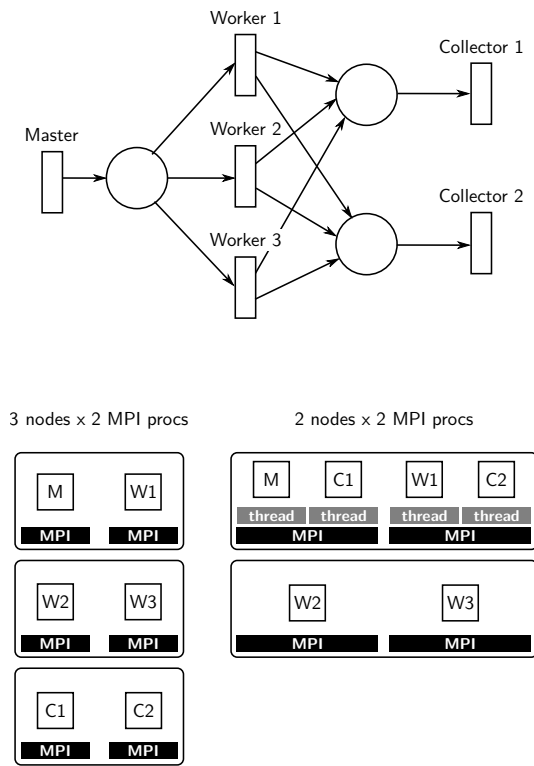 Worker 1
Collector 1
Master
Worker 2
Collector 2
Worker 3
3 nodes x 2 MPI procs
2 nodes x 2 MPI procs
M W1
MPI MPI
W2 W3
MPI MPI
C1 C2
MPI MPI
M C1 W1 C2
thread thread thread thread
MPI MPI
W2 W3
MPI MPI